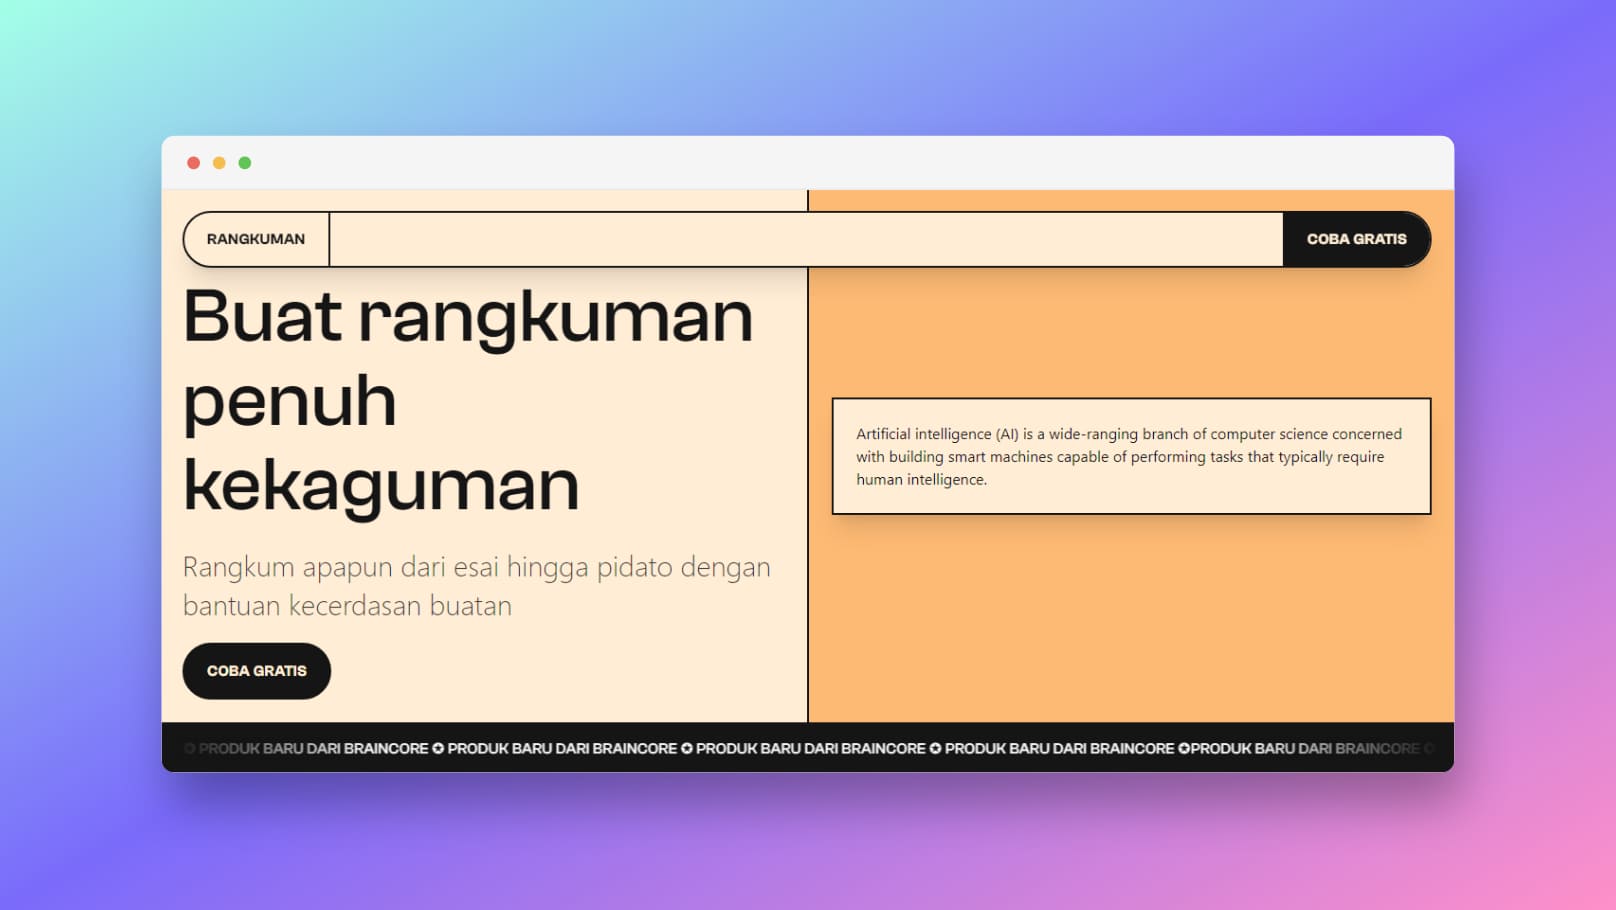 RANGKUMAN
COBA GRATIS
Buat rangkuman
penuh
kekaguman
Rangkum apapun dari esai hingga pidato dengan
bantuan kecerdasan buatan
COBA GRATIS
Artificial intelligence (AI) is a wide-ranging branch of computer science concerned
with building smart machines capable of performing tasks that typically require
human intelligence.
✪ PRODUK BARU DARI BRAINCORE ✪ PRODUK BARU DARI BRAINCORE ✪ PRODUK BARU DARI BRAINCORE ✪ PRODUK BARU DARI BRAINCORE ✪PRODUK BARU DARI BRAINCORE ✪